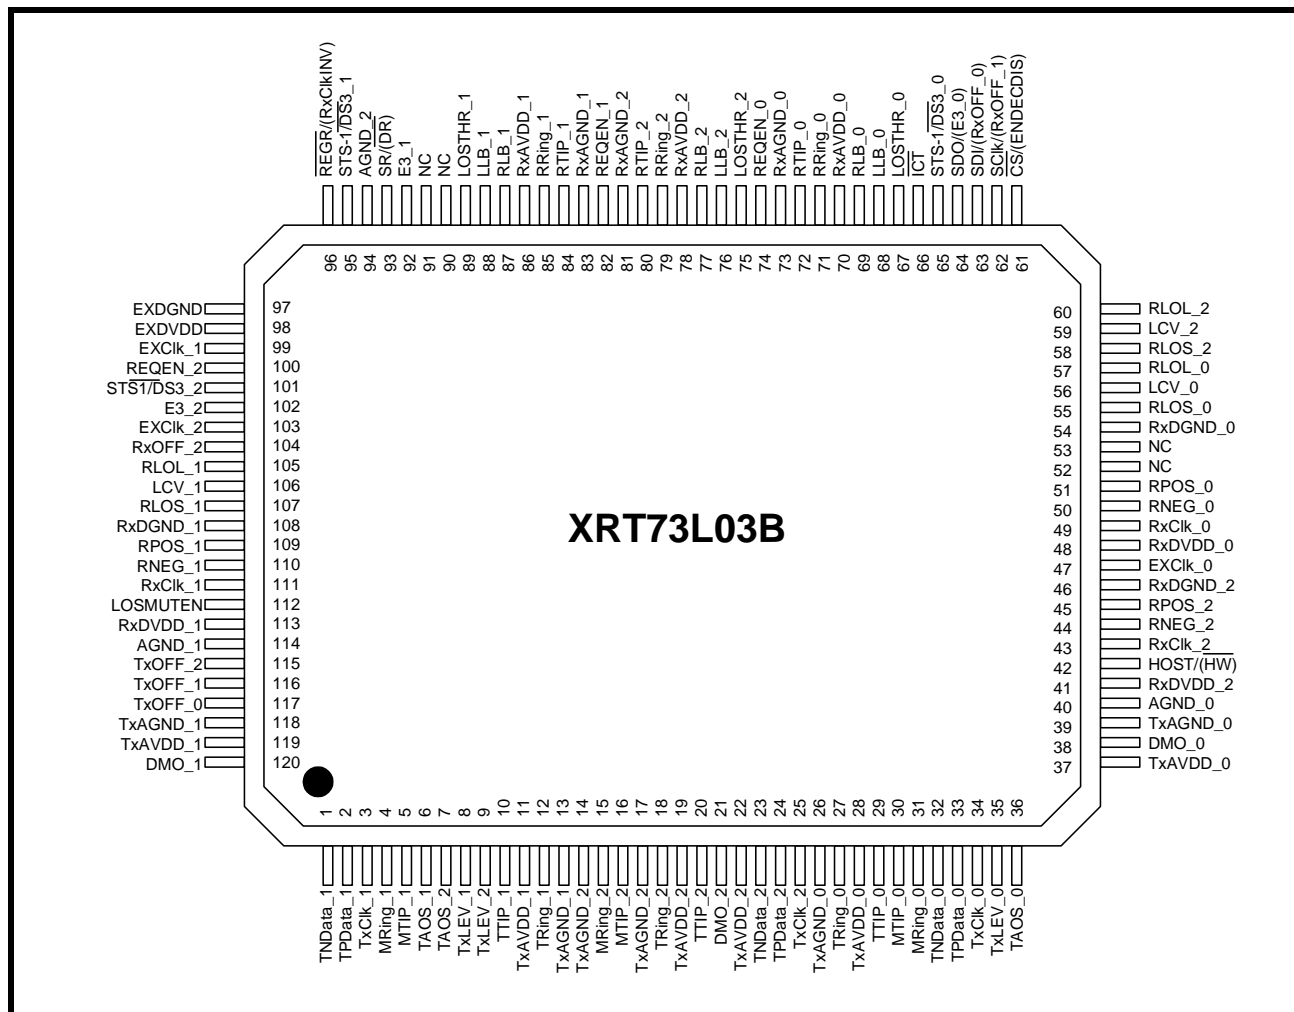 REGR/(RxClkINV)
STS-1/DS3_1
AGND_2
SR/(DR)
E3_1
NC
NC
LOSTHR_1
LLB_1
RLB_1
RxAVDD_1
RRing_1
RTIP_1
RxAGND_1
REQEN_1
RxAGND_2
RTIP_2
RRing_2
RxAVDD_2
RLB_2
LLB_2
LOSTHR_2
REQEN_0
RxAGND_0
RTIP_0
RRing_0
RxAVDD_0
RLB_0
LLB_0
LOSTHR_0
ICT
STS-1/DS3_0
SDO/(E3_0)
SDI/(RxOFF_0)
SClk/(RxOFF_1)
CS/(ENDECDIS)
96 95 94 93 92 91 90 89 88 87 86 85 84 83 82 81 80 79 78 77 76 75 74 73 72 71 70 69 68 67 66 65 64 63 62 61
EXDGND 97
EXDVDD 98
EXClk_1 99
REQEN_2 100
STS1/DS3_2 101
E3_2 102
EXClk_2 103
RxOFF_2 104
RLOL_1 105
LCV_1 106
RLOS_1 107
RxDGND_1 108
RPOS_1 109
RNEG_1 110
RxClk_1 111
LOSMUTEN 112
RxDVDD_1 113
AGND_1 114
TxOFF_2 115
TxOFF_1 116
TxOFF_0 117
TxAGND_1 118
TxAVDD_1 119
DMO_1 120
XRT73L03B
60 RLOL_2
59 LCV_2
58 RLOS_2
57 RLOL_0
56 LCV_0
55 RLOS_0
54 RxDGND_0
53 NC
52 NC
51 RPOS_0
50 RNEG_0
49 RxClk_0
48 RxDVDD_0
47 EXClk_0
46 RxDGND_2
45 RPOS_2
44 RNEG_2
43 RxClk_2
42 HOST/(HW)
41 RxDVDD_2
40 AGND_0
39 TxAGND_0
38 DMO_0
37 TxAVDD_0
1 2 3 4 5 6 7 8 9 10 11 12 13 14 15 16 17 18 19 20 21 22 23 24 25 26 27 28 29 30 31 32 33 34 35 36
TNData_1
TPData_1
TxClk_1
MRing_1
MTIP_1
TAOS_1
TAOS_2
TxLEV_1
TxLEV_2
TTIP_1
TxAVDD_1
TRing_1
TxAGND_1
TxAGND_2
MRing_2
MTIP_2
TxAGND_2
TRing_2
TxAVDD_2
TTIP_2
DMO_2
TxAVDD_2
TNData_2
TPData_2
TxClk_2
TxAGND_0
TRing_0
TxAVDD_0
TTIP_0
MTIP_0
MRing_0
TNData_0
TPData_0
TxClk_0
TxLEV_0
TAOS_0